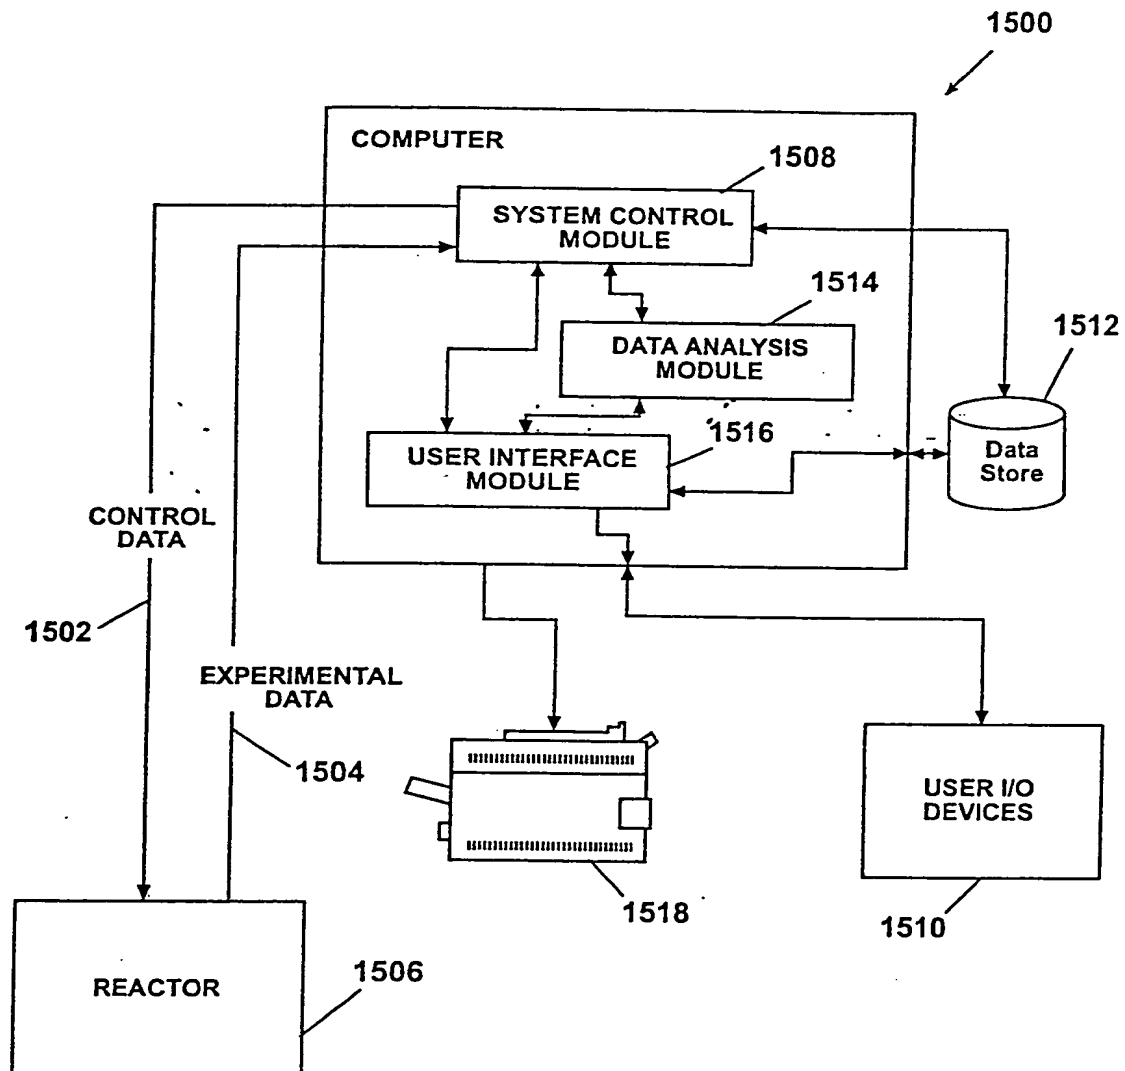 1500
COMPUTER
1508
SYSTEM CONTROL
MODULE
1514
DATA ANALYSIS
MODULE
1512
Data
Store
1516
USER INTERFACE
MODULE
CONTROL
DATA
1502
EXPERIMENTAL
DATA
1504
USER I/O
DEVICES
1518
1510
REACTOR
1506